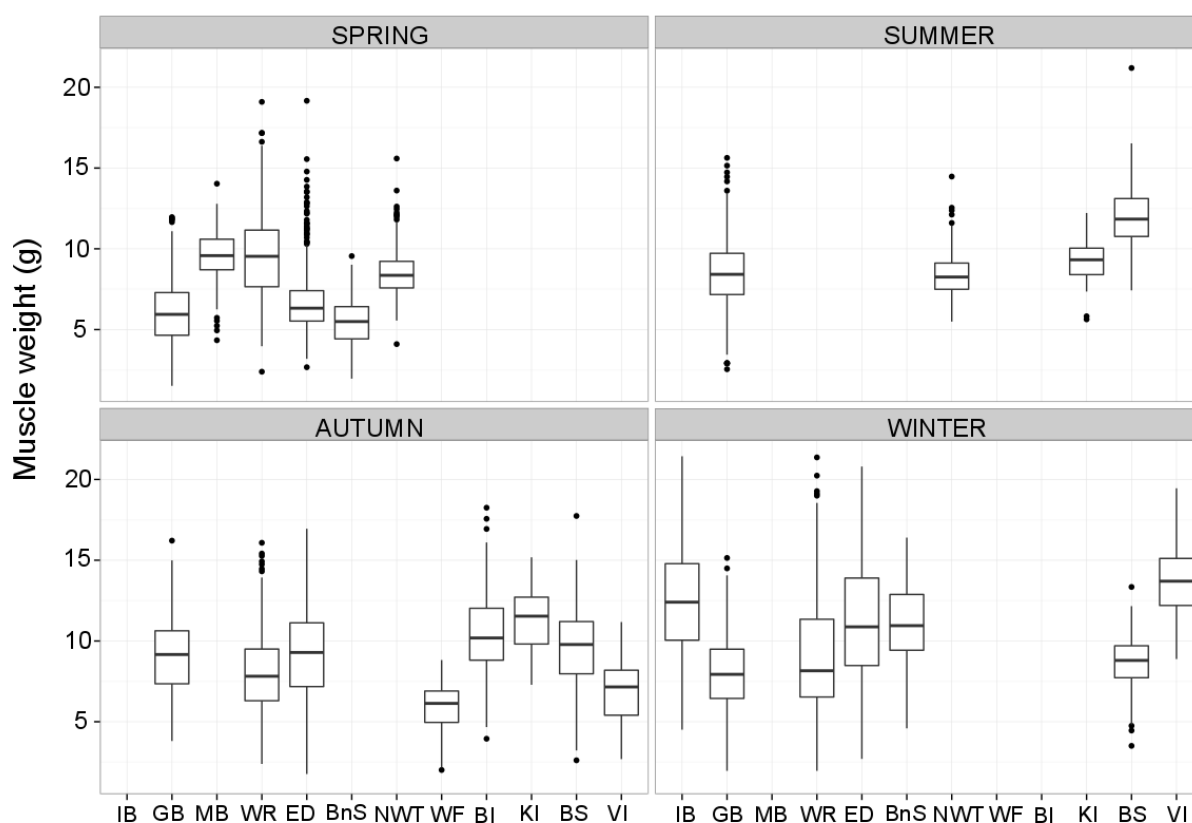 SPRING SUMMER
20
15
10
5
Muscle weight (g)
AUTUMN WINTER
20
15
10
5
IB GB MB WR ED BnS NWT WF BI KI BS VI IB GB MB WR ED BnS NWT WF BI KI BS VI